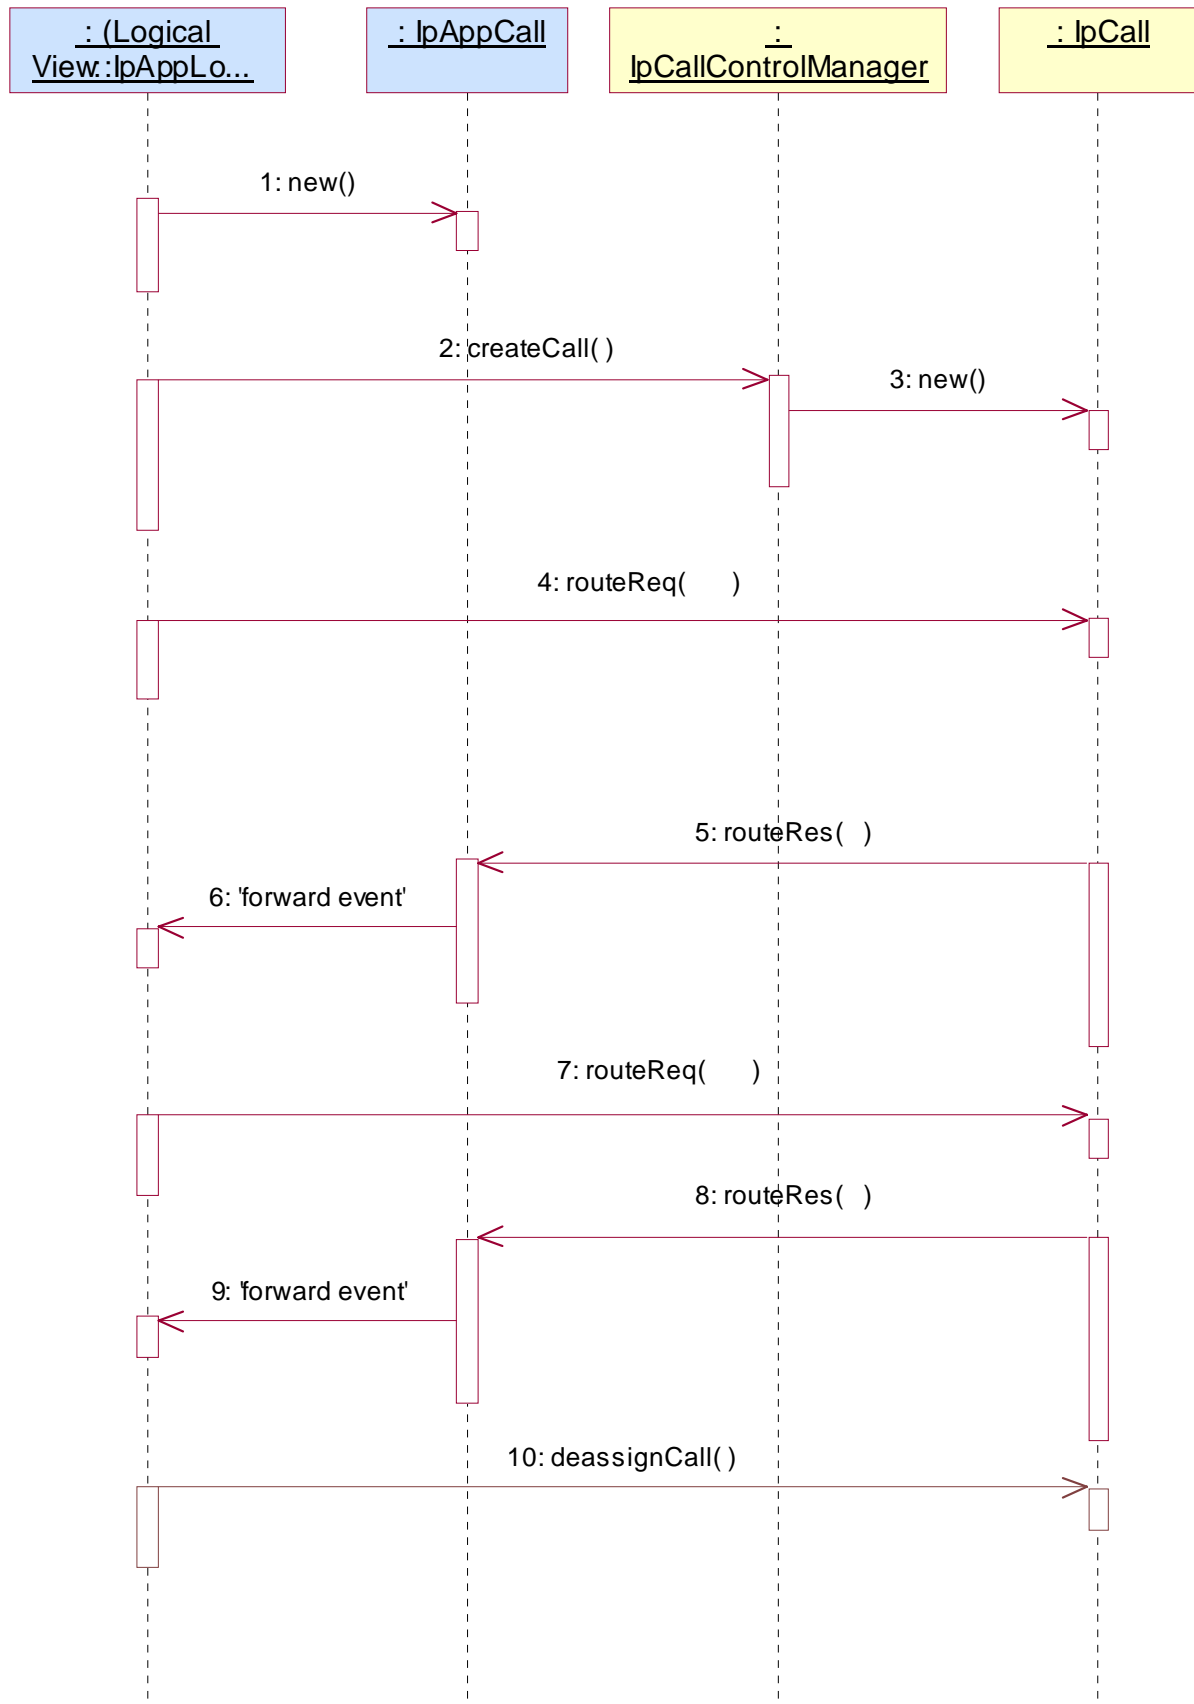 : (Logical
View::IpAppLo...
: IpAppCall
:
IpCallControlManager
: IpCall
1: new()
2: createCall( )
3: new()
4: routeReq( )
5: routeRes( )
6: 'forward event'
7: routeReq( )
8: routeRes( )
9: 'forward event'
10: deassignCall( )